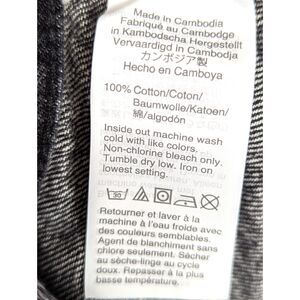 Made in Cambodia
Fabriqué au Cambodge
in Kambodscha Hergestellt
Vervaardigd in Cambodja
カンボジア製
Hecho en Camboya
100% Cotton/Coton/
Baumwolle/Katoen/
綿/algodón
Inside out machine wash
cold with like colors.
Non-chlorine bleach only.
Tumble dry low. Iron on
lowest setting.
30
Retourner et laver à la
machine à l'eau froide avec
des couleurs semblables.
Agent de blanchiment sans
chlore seulement. Sécher
au sèche-linge au cycle
doux. Repasser à la plus
basse température.